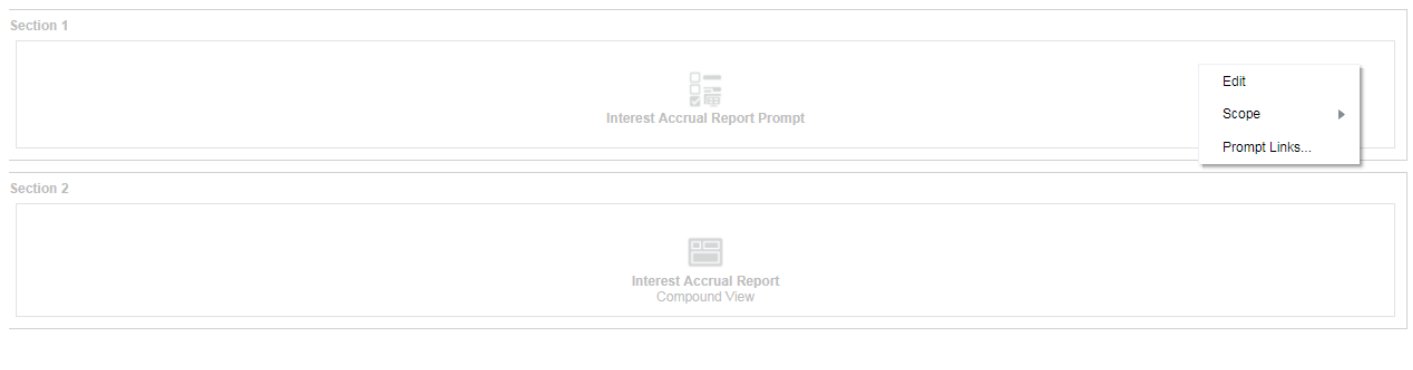 Section 1
Interest Accrual Report Prompt
Edit
Scope
Prompt Links...
Section 2
Interest Accrual Report
Compound View